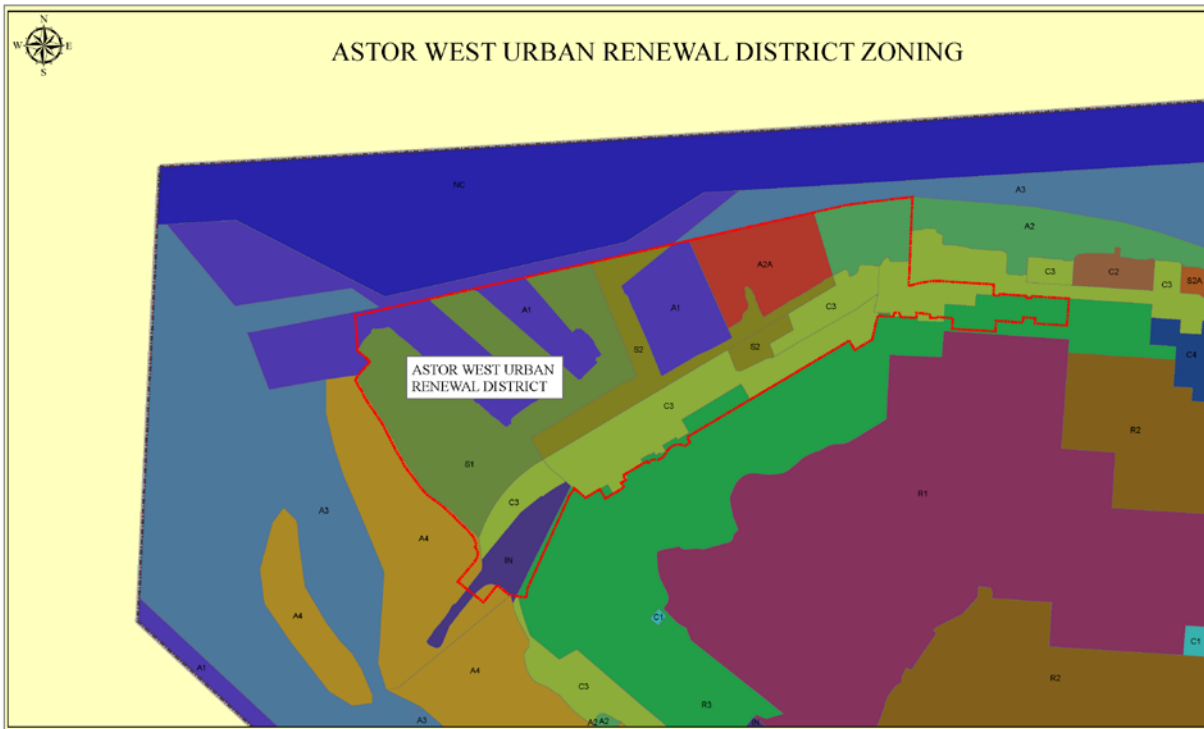 N
W E
S
ASTOR WEST URBAN RENEWAL DISTRICT ZONING
NC
A3
A2
A2A
C3
C2
C3
S2A
A1
A1
C3
S2
S2
C4
ASTOR WEST URBAN
RENEWAL DISTRICT
C3
R2
S1
R1
C3
A3
A4
IN
A4
C1
C1
A1
A4
R2
C3
R3
A3
A2
A2
IN